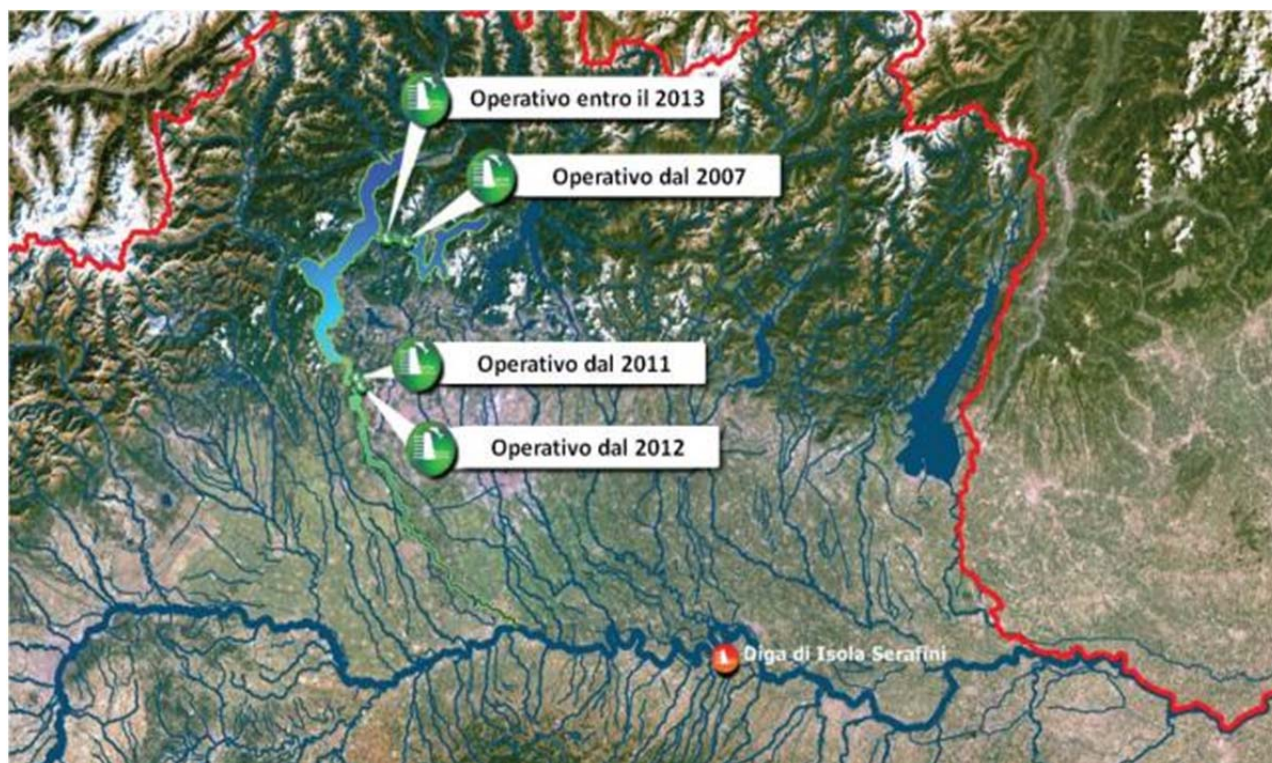 Operativo entro il 2013
Operativo dal 2007
Operativo dal 2011
Operativo dal 2012
Diga di Isola Serafini